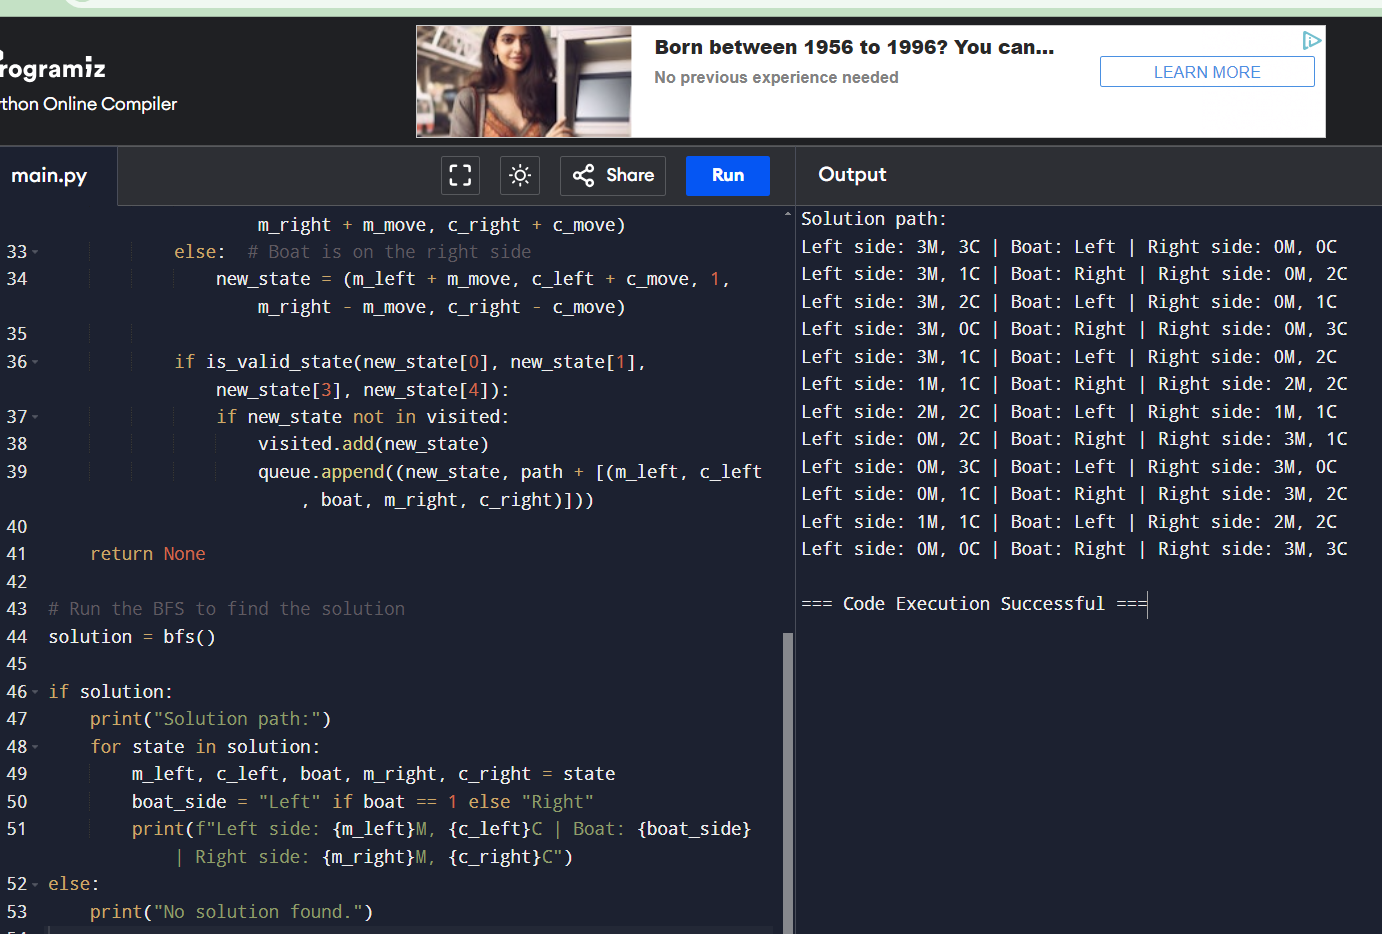 rogramiz
thon Online Compiler
Born between 1956 to 1996? You can...
No previous experience needed
LEARN MORE
main.py
Share
Run
Output
m_right + m_move, c_right + c_move)
33 else:  # Boat is on the right side
34 new_state = (m_left + m_move, c_left + c_move, 1,
m_right - m_move, c_right - c_move)
35
36 if is_valid_state(new_state[0], new_state[1],
new_state[3], new_state[4]):
37 if new_state not in visited:
38 visited.add(new_state)
39 queue.append((new_state, path + [(m_left, c_left
, boat, m_right, c_right)]))
40
41 return None
42
43 # Run the BFS to find the solution
44 solution = bfs()
45
46 if solution:
47 print("Solution path:")
48 for state in solution:
49 m_left, c_left, boat, m_right, c_right = state
50 boat_side = "Left" if boat == 1 else "Right"
51 print(f"Left side: {m_left}M, {c_left}C | Boat: {boat_side}
| Right side: {m_right}M, {c_right}C")
52 else:
53 print("No solution found.")
Solution path:
Left side: 3M, 3C | Boat: Left | Right side: 0M, 0C
Left side: 3M, 1C | Boat: Right | Right side: 0M, 2C
Left side: 3M, 2C | Boat: Left | Right side: 0M, 1C
Left side: 3M, 0C | Boat: Right | Right side: 0M, 3C
Left side: 3M, 1C | Boat: Left | Right side: 0M, 2C
Left side: 1M, 1C | Boat: Right | Right side: 2M, 2C
Left side: 2M, 2C | Boat: Left | Right side: 1M, 1C
Left side: 0M, 2C | Boat: Right | Right side: 3M, 1C
Left side: 0M, 3C | Boat: Left | Right side: 3M, 0C
Left side: 0M, 1C | Boat: Right | Right side: 3M, 2C
Left side: 1M, 1C | Boat: Left | Right side: 2M, 2C
Left side: 0M, 0C | Boat: Right | Right side: 3M, 3C
=== Code Execution Successful ===